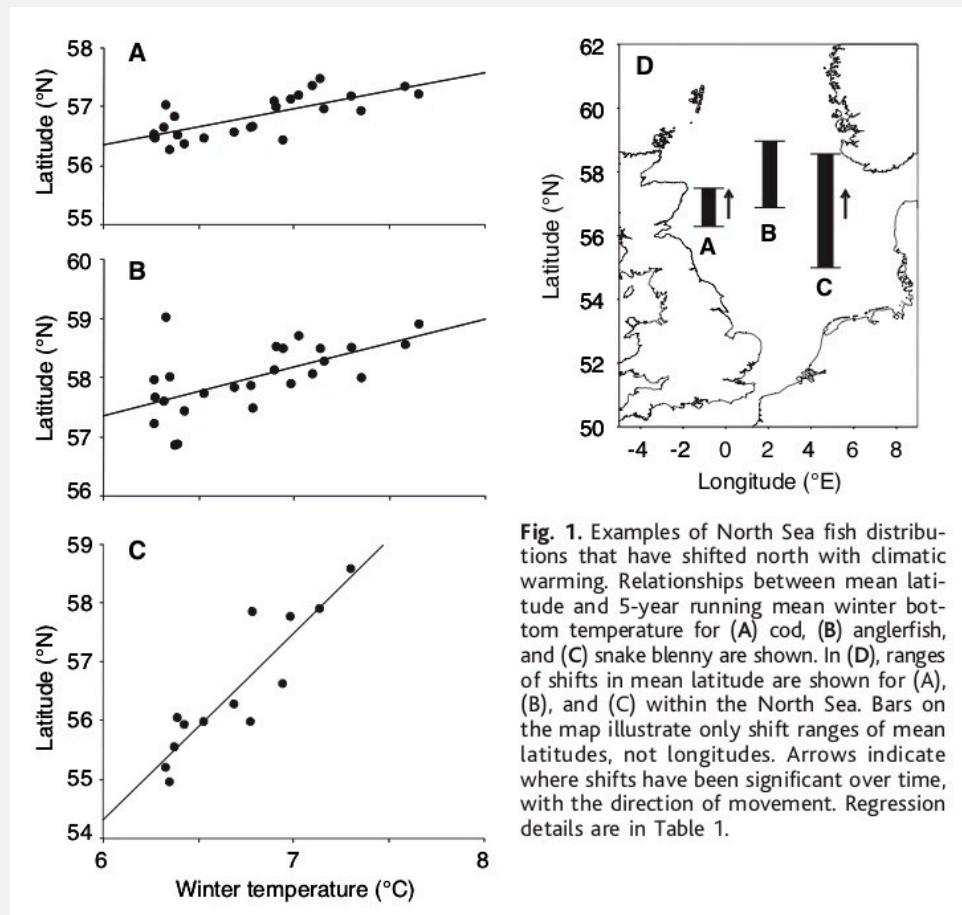 A
58
57
56
55
Latitude (°N)
B
60
59
58
57
56
Latitude (°N)
C
59
58
57
56
55
54
Latitude (°N)
6 7 8
Winter temperature (°C)
D
62
60
58
56
54
52
50
Latitude (°N)
A
B
C
-4 -2 0 2 4 6 8
Longitude (°E)
Fig. 1. Examples of North Sea fish distribu-
tions that have shifted north with climatic
warming. Relationships between mean lati-
tude and 5-year running mean winter bot-
tom temperature for (A) cod, (B) anglerfish,
and (C) snake blenny are shown. In (D), ranges
of shifts in mean latitude are shown for (A),
(B), and (C) within the North Sea. Bars on
the map illustrate only shift ranges of mean
latitudes, not longitudes. Arrows indicate
where shifts have been significant over time,
with the direction of movement. Regression
details are in Table 1.